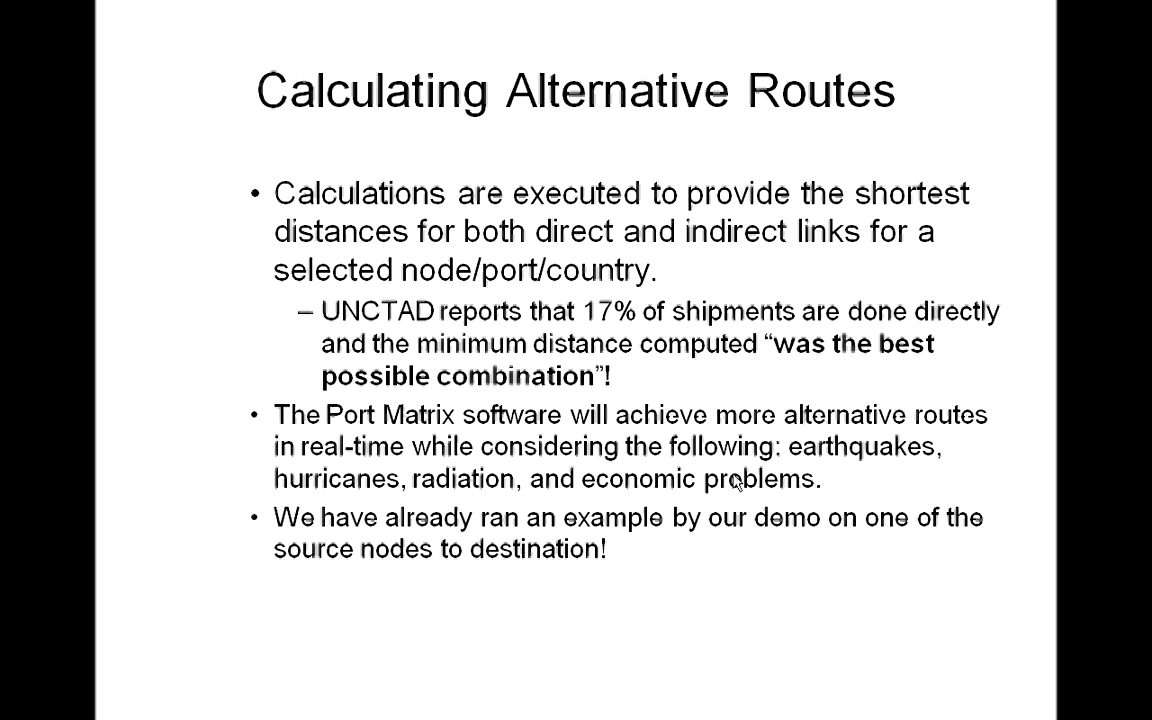 Calculating Alternative Routes
• Calculations are executed to provide the shortest
distances for both direct and indirect links for a
selected node/port/country.
– UNCTAD reports that 17% of shipments are done directly
and the minimum distance computed “was the best
possible combination”!
• The Port Matrix software will achieve more alternative routes
in real-time while considering the following: earthquakes,
hurricanes, radiation, and economic problems.
• We have already ran an example by our demo on one of the
source nodes to destination!